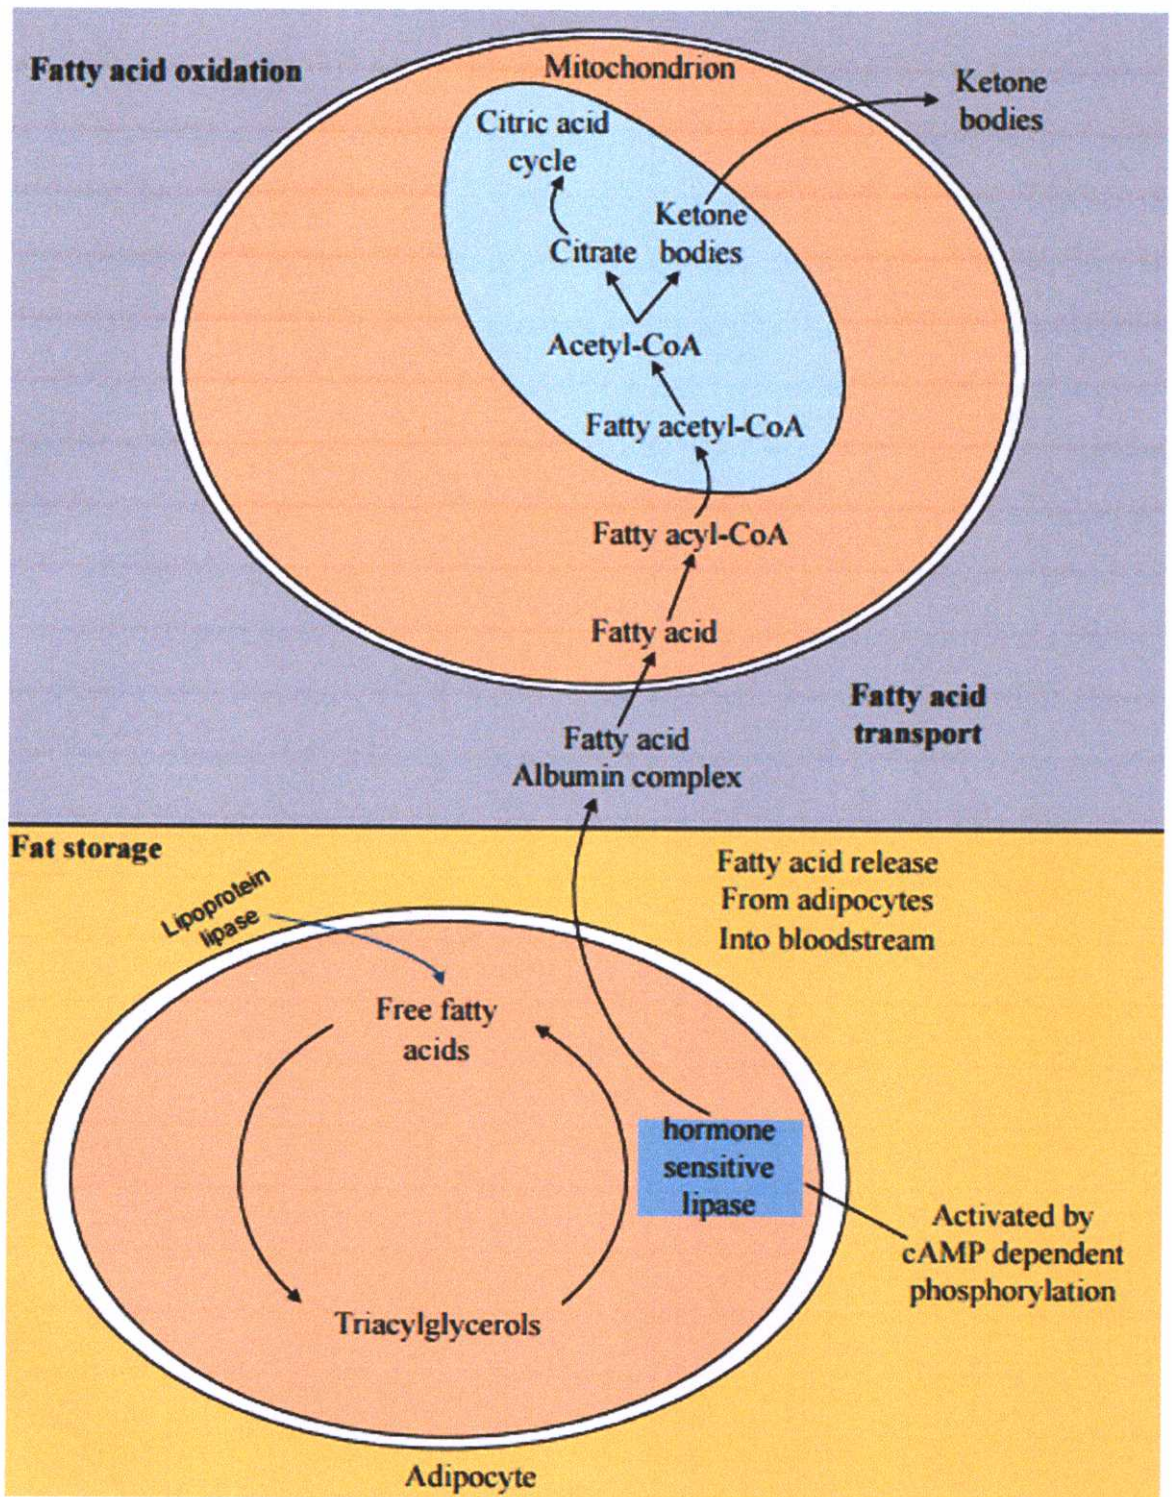 Fatty acid oxidation
Mitochondrion
Ketone
bodies
Citric acid
cycle
Ketone
Citrate bodies
Acetyl-CoA
Fatty acetyl-CoA
Fatty acyl-CoA
Fatty acid
Fatty acid
transport
Fatty acid
Albumin complex
Fat storage
Fatty acid release
From adipocytes
Into bloodstream
Lipoprotein
lipase
Free fatty
acids
hormone
sensitive
lipase
Activated by
cAMP dependent
phosphorylation
Triacylglycerols
Adipocyte